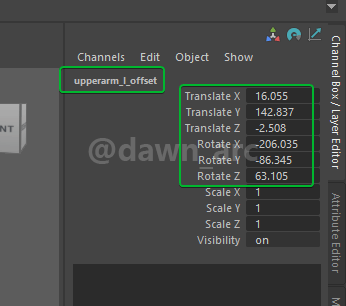 Channels Edit Object Show
upperarm_l_offset
Translate X 16.055
Translate Y 142.837
Translate Z -2.508
Rotate X -206.035
Rotate Y -86.345
Rotate Z 63.105
Scale X 1
Scale Y 1
Scale Z 1
Visibility on
@dawn_arc
NT
Channel Box / Layer Editor
Attribute Editor